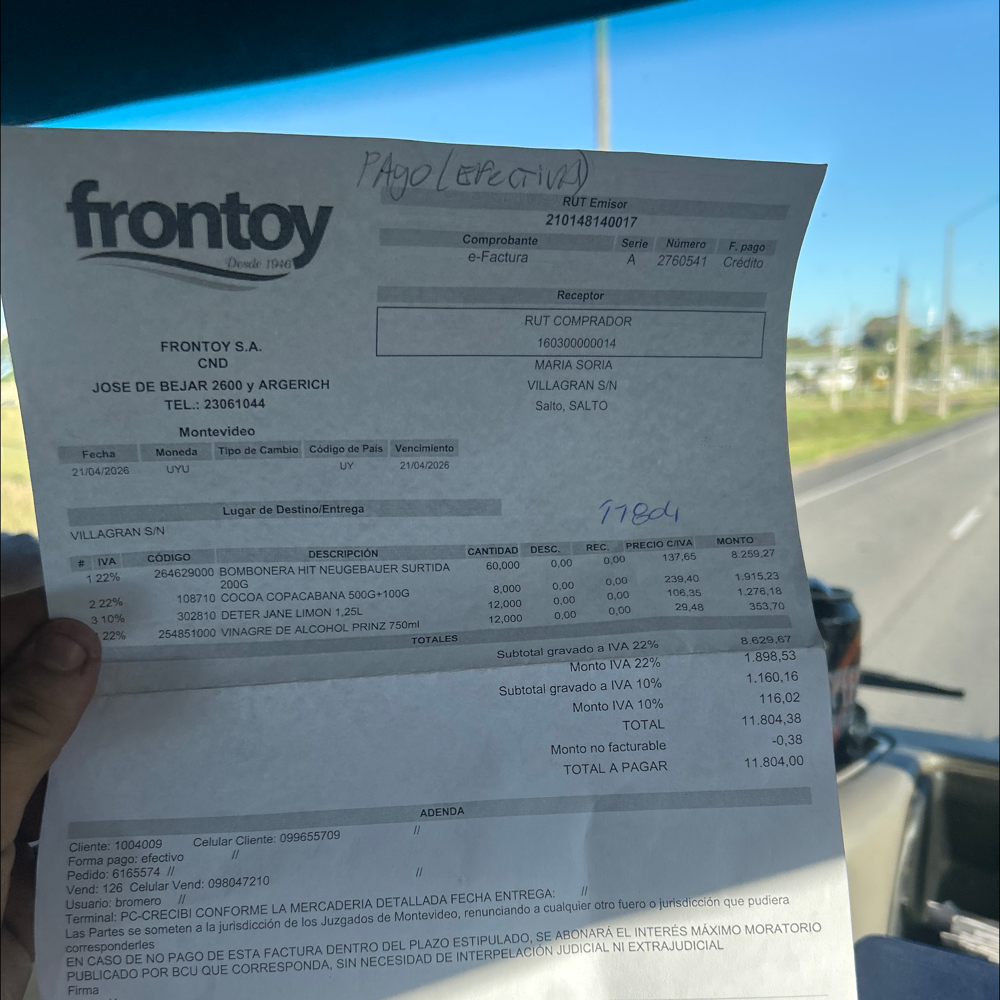 PAgo (EFECTIVA)
frontoy
Desde 1946
RUT Emisor
210148140017
Comprobante Serie Número F. pago
e-Factura A 2760541 Crédito
Receptor
RUT COMPRADOR
160300000014
MARIA SORIA
VILLAGRAN S/N
Salto, SALTO
FRONTOY S.A.
CND
JOSE DE BEJAR 2600 y ARGERICH
TEL.: 23061044
Montevideo
Fecha Moneda Tipo de Cambio Código de País Vencimiento
21/04/2026 UYU UY 21/04/2026
Lugar de Destino/Entrega
VILLAGRAN S/N
11804
# IVA CÓDIGO DESCRIPCIÓN CANTIDAD DESC. REC. PRECIO C/IVA MONTO
1 22% 264629000 BOMBONERA HIT NEUGEBAUER SURTIDA 60,000 0,00 0,00 137,65 8.259,27
200G
2 22% 108710 COCOA COPACABANA 500G+100G 8,000 0,00 0,00 239,40 1.915,23
3 10% 302810 DETER JANE LIMON 1,25L 12,000 0,00 0,00 106,35 1.276,18
22% 254851000 VINAGRE DE ALCOHOL PRINZ 750ml 12,000 0,00 0,00 29,48 353,70
TOTALES
Subtotal gravado a IVA 22% 8.629,67
Monto IVA 22% 1.898,53
Subtotal gravado a IVA 10% 1.160,16
Monto IVA 10% 116,02
TOTAL 11.804,38
Monto no facturable -0,38
TOTAL A PAGAR 11.804,00
ADENDA
Cliente: 1004009 Celular Cliente: 099655709 //
Forma pago: efectivo //
Pedido: 6165574 //
Vend: 126 Celular Vend: 098047210 //
Usuario: bromero //
Terminal: PC-CRECIBI CONFORME LA MERCADERIA DETALLADA FECHA ENTREGA: //
Las Partes se someten a la jurisdicción de los Juzgados de Montevideo, renunciando a cualquier otro fuero o jurisdicción que pudiera
corresponderles
EN CASO DE NO PAGO DE ESTA FACTURA DENTRO DEL PLAZO ESTIPULADO, SE ABONARÁ EL INTERÉS MÁXIMO MORATORIO
PUBLICADO POR BCU QUE CORRESPONDA, SIN NECESIDAD DE INTERPELACIÓN JUDICIAL NI EXTRAJUDICIAL
Firma